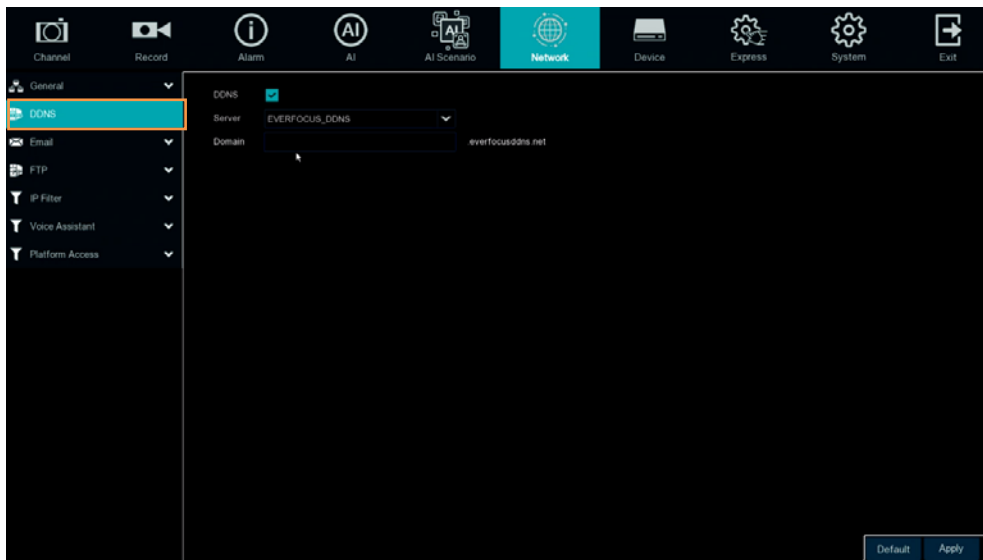 Channel Record Alarm AI AI Scenario Network Device Express System Exit
General
DDNS
Email
FTP
IP Filter
Voice Assistant
Platform Access
DDNS
Server EVERFOCUS_DDNS
Domain .everfocusddns.net
Default Apply